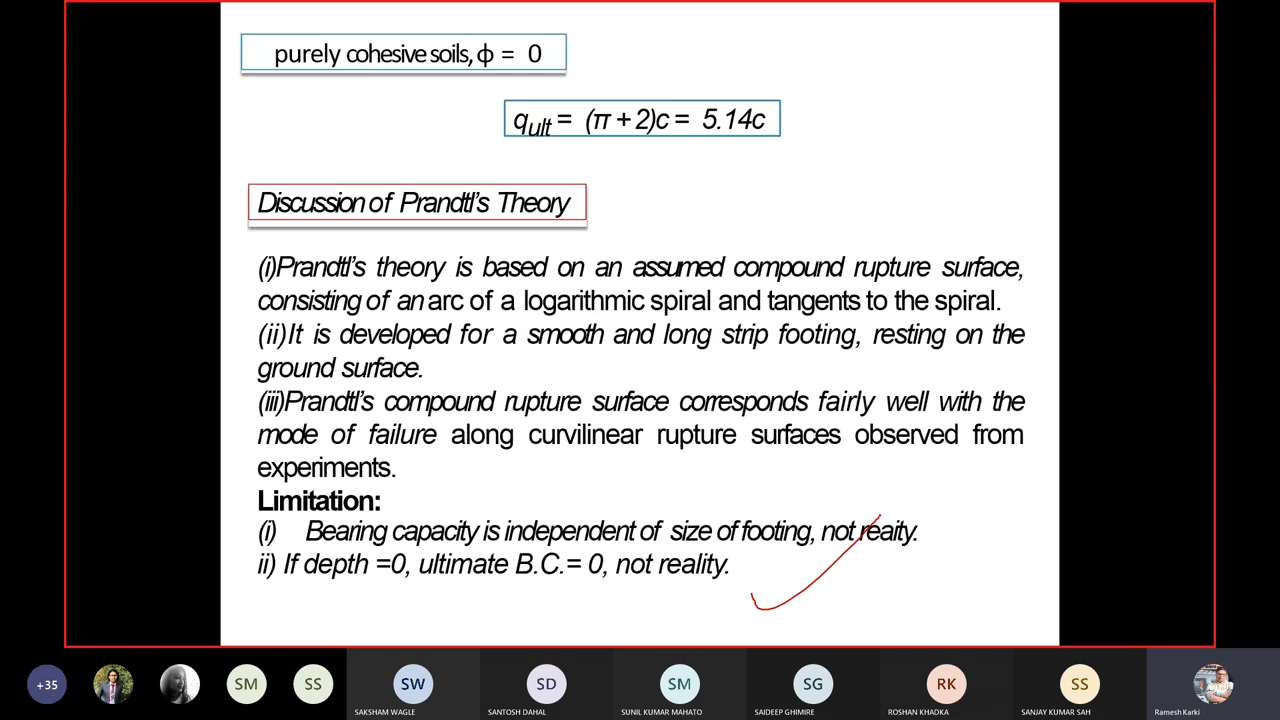 purely cohesive soils, ϕ = 0
qult = (π + 2)c = 5.14c
Discussion of Prandtl's Theory
(i)Prandtl's theory is based on an assumed compound rupture surface,
consisting of an arc of a logarithmic spiral and tangents to the spiral.
(ii)It is developed for a smooth and long strip footing, resting on the
ground surface.
(iii)Prandtl's compound rupture surface corresponds fairly well with the
mode of failure along curvilinear rupture surfaces observed from
experiments.
Limitation:
(i) Bearing capacity is independent of size of footing, not reaity.
ii) If depth =0, ultimate B.C.= 0, not reality.
+35 SM SS SW SD SM SG RK SS
SAKSHAM WAGLE SANTOSH DAHAL SUNIL KUMAR MAHATO SAIDEEP GHIMIRE ROSHAN KHADKA SANJAY KUMAR SAH Ramesh Karki